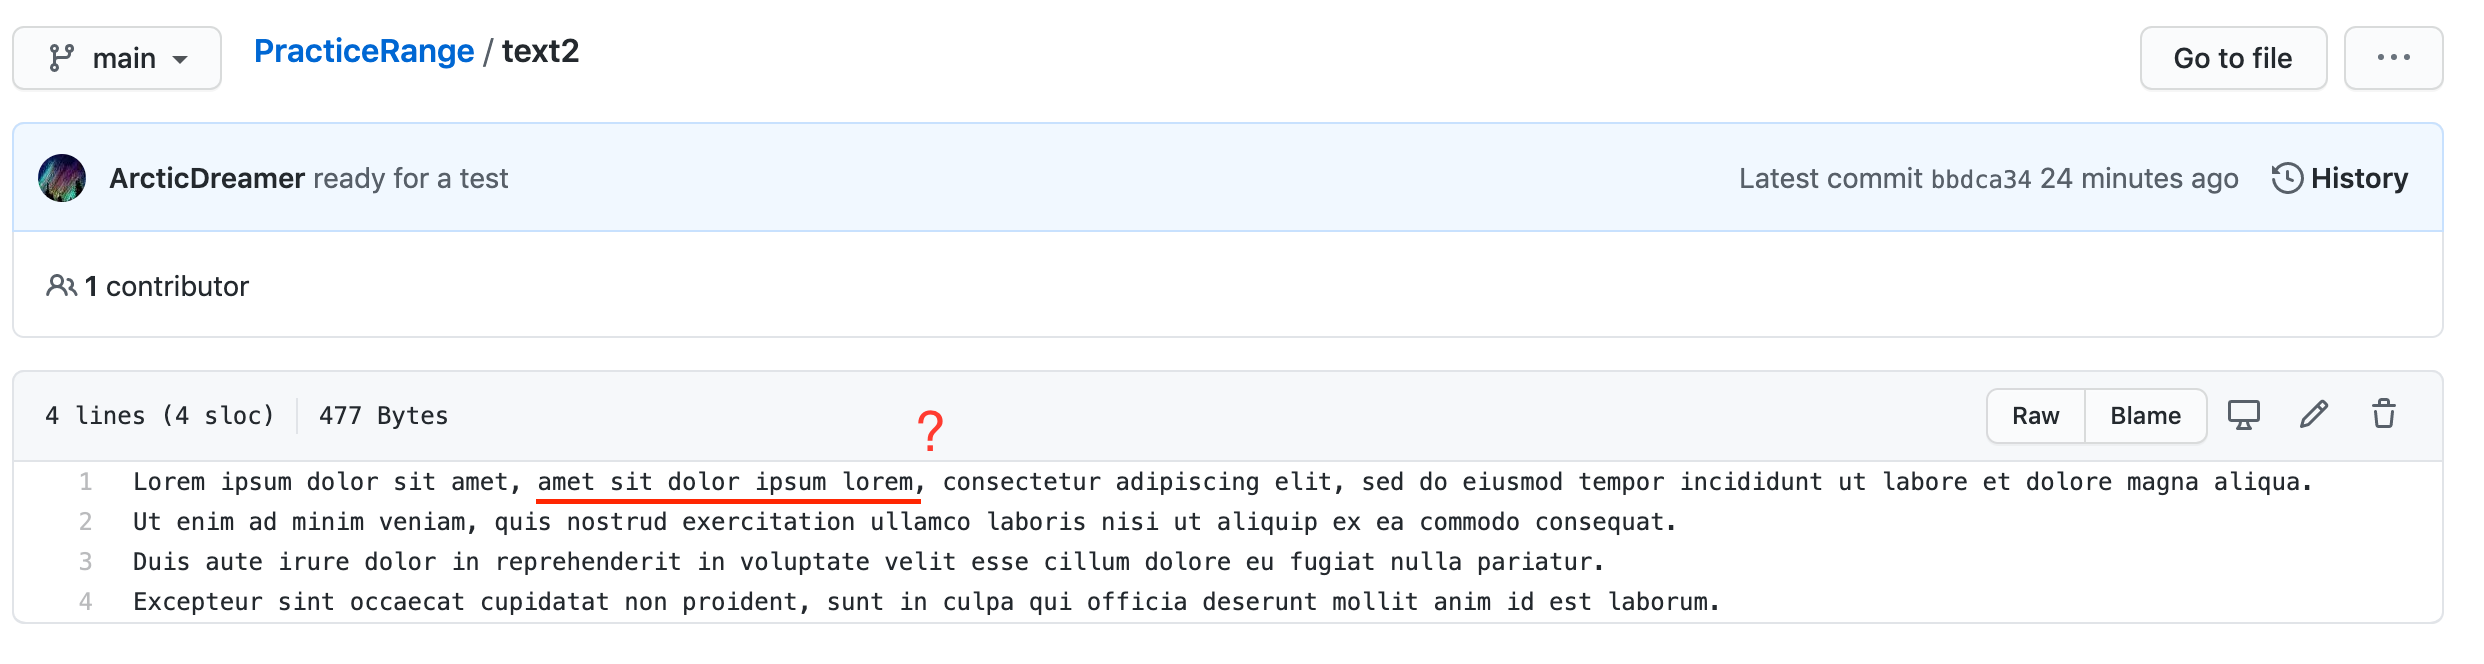 main
PracticeRange / text2
Go to file
...
ArcticDreamer ready for a test
Latest commit bbdca34 24 minutes ago
History
1 contributor
4 lines (4 sloc)
477 Bytes
?
Raw
Blame
1 Lorem ipsum dolor sit amet, amet sit dolor ipsum lorem, consectetur adipiscing elit, sed do eiusmod tempor incididunt ut labore et dolore magna aliqua.
2 Ut enim ad minim veniam, quis nostrud exercitation ullamco laboris nisi ut aliquip ex ea commodo consequat.
3 Duis aute irure dolor in reprehenderit in voluptate velit esse cillum dolore eu fugiat nulla pariatur.
4 Excepteur sint occaecat cupidatat non proident, sunt in culpa qui officia deserunt mollit anim id est laborum.